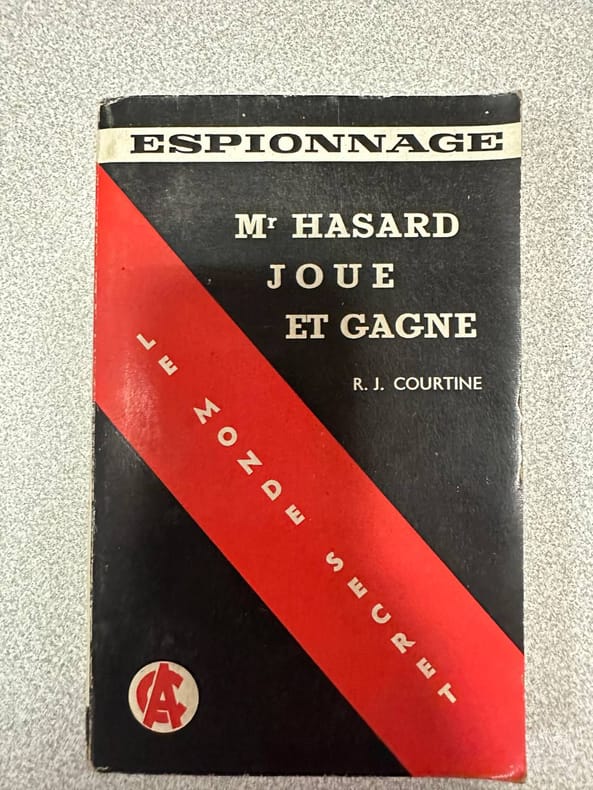 ESPIONNAGE
Mr HASARD
JOUE
ET GAGNE
R. J. COURTINE
LE MONDE SECRET